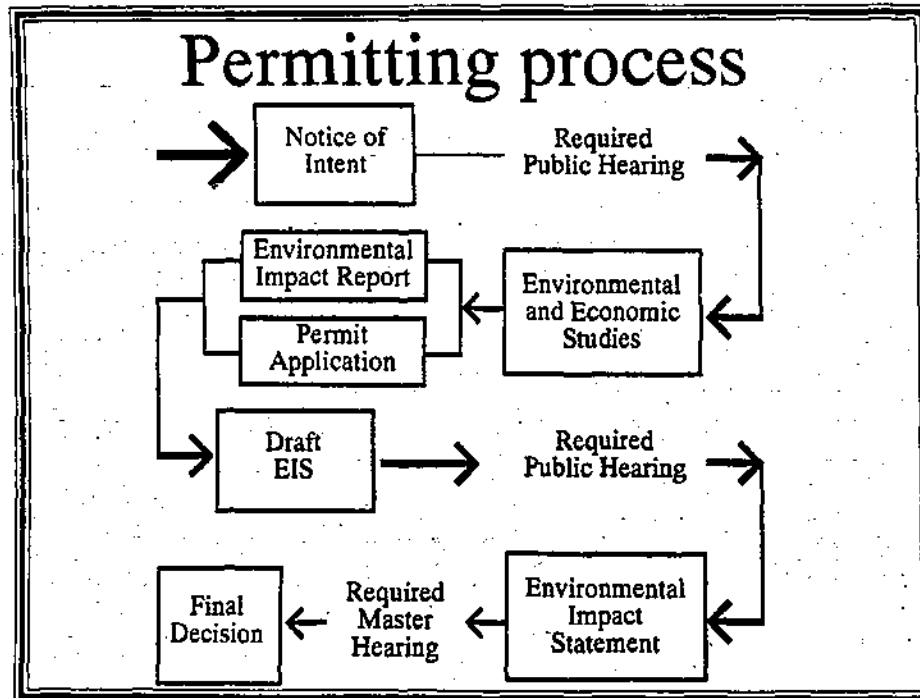 Permitting process
Notice of
Intent
Required
Public Hearing
Environmental
and Economic
Studies
Environmental
Impact Report
Permit
Application
Draft
EIS
Required
Public Hearing
Environmental
Impact
Statement
Required
Master
Hearing
Final
Decision